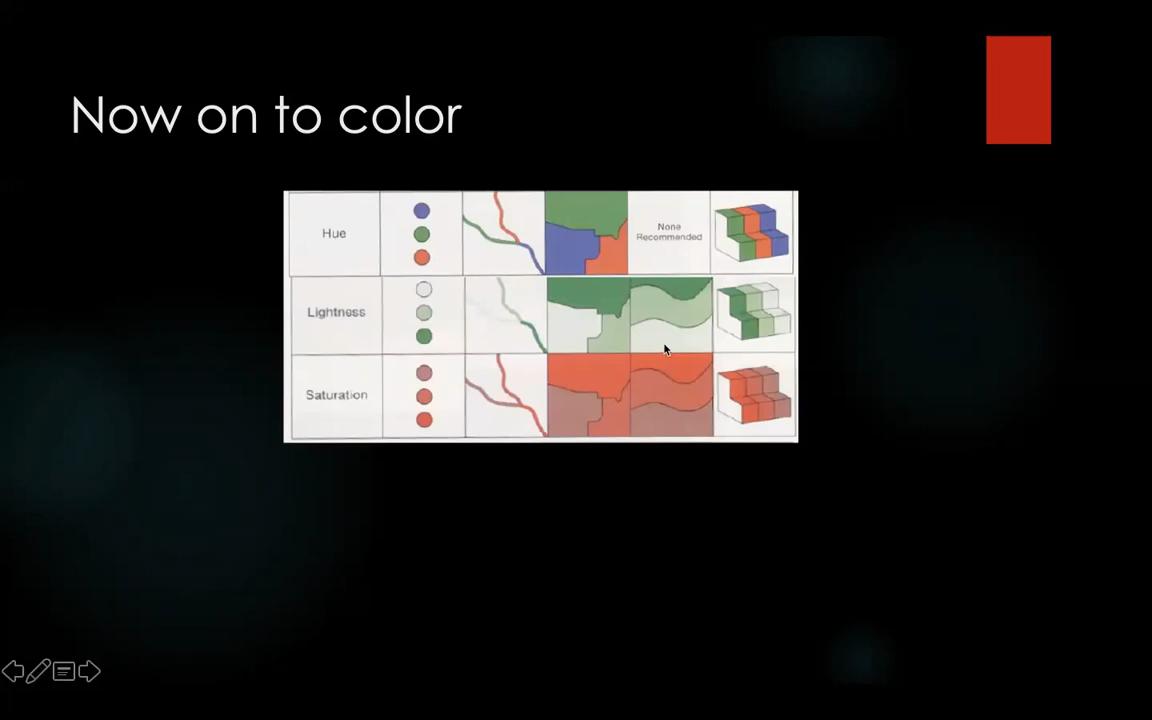 Now on to color
Hue
None
Recommended
Lightness
Saturation